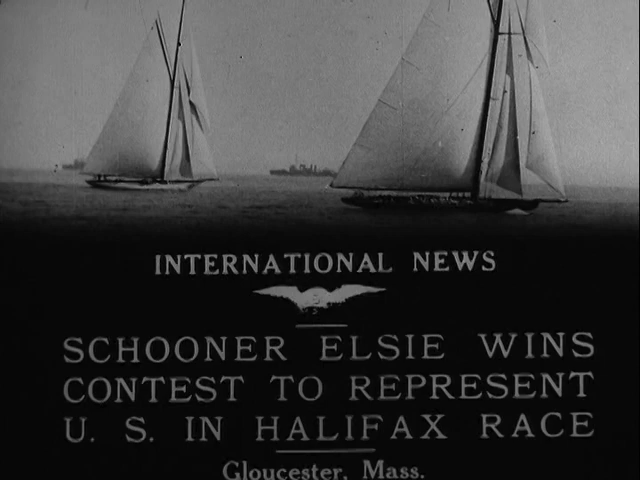 INTERNATIONAL NEWS
SCHOONER ELSIE WINS
CONTEST TO REPRESENT
U. S. IN HALIFAX RACE
Gloucester, Mass.